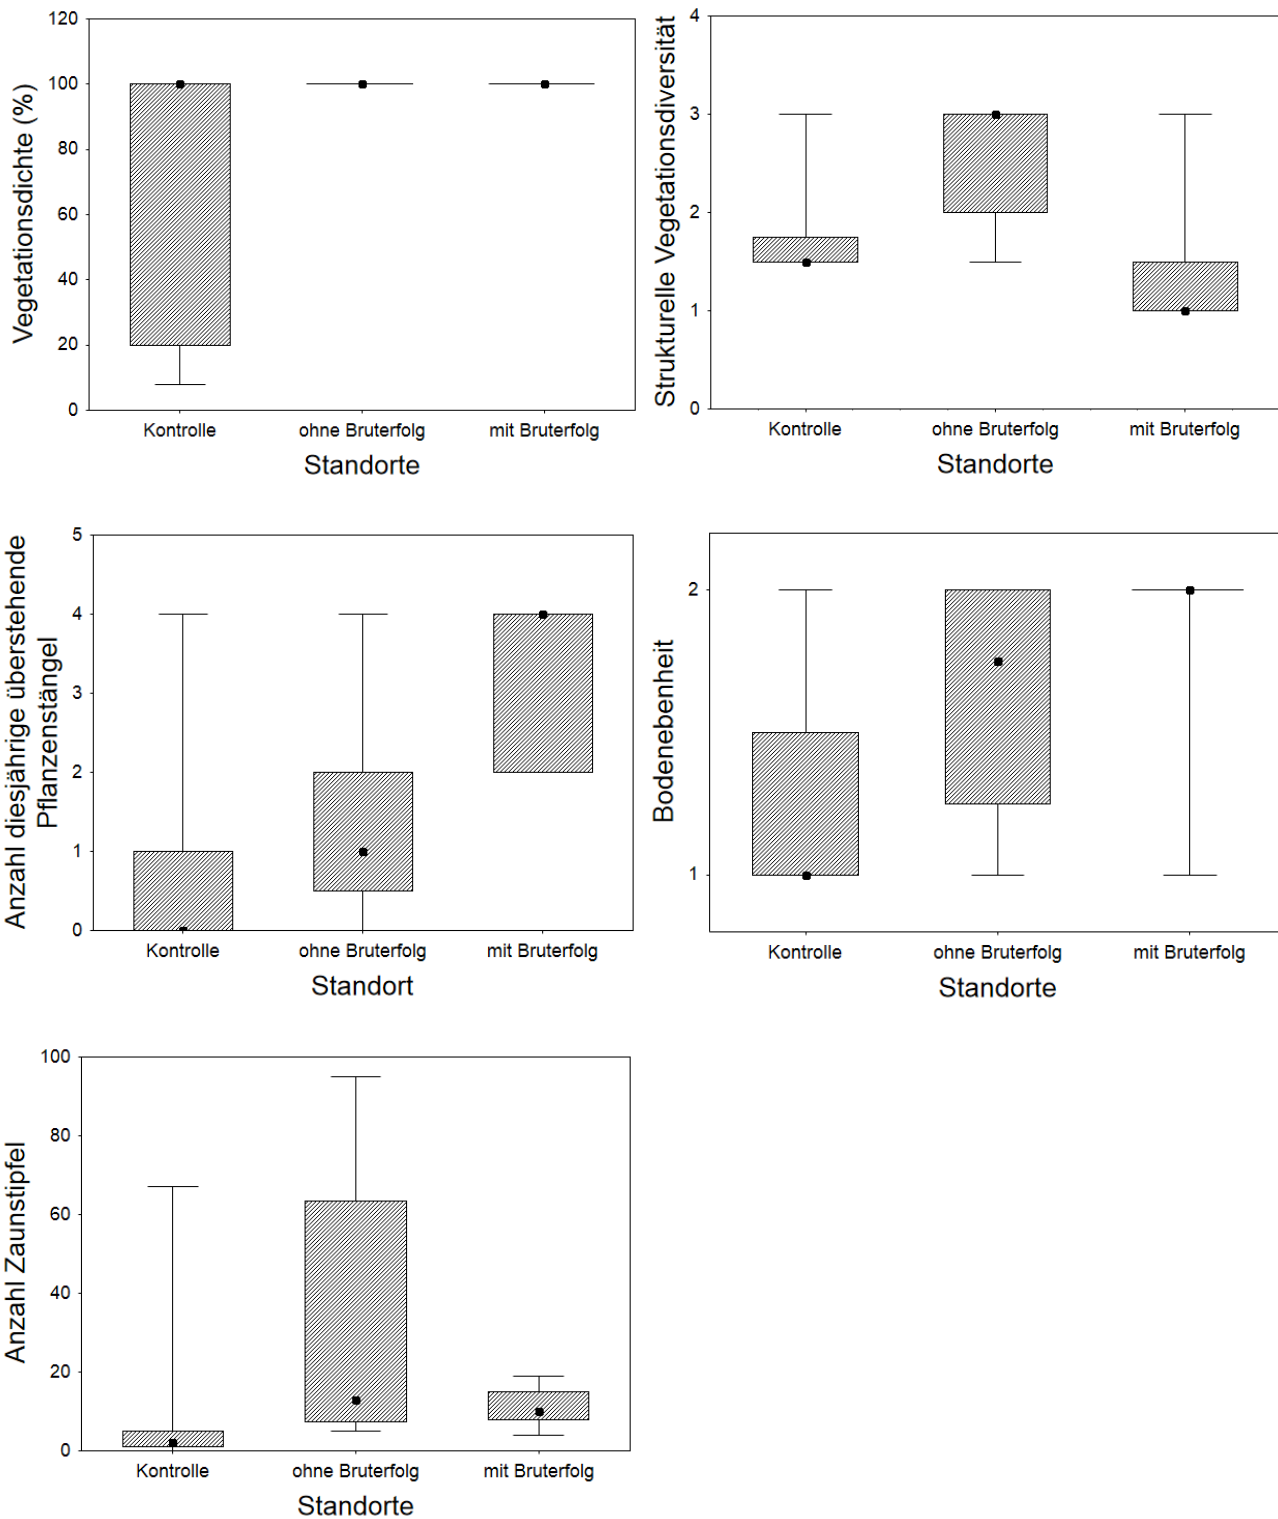 Vegetationsdichte (%)
120
100
80
60
40
20
0
Kontrolle ohne Bruterfolg mit Bruterfolg
Standorte
Strukturelle Vegetationsdiversität
4
3
2
1
0
Kontrolle ohne Bruterfolg mit Bruterfolg
Standorte
Anzahl diesjährige überstehende
Pflanzenstängel
5
4
3
2
1
0
Kontrolle ohne Bruterfolg mit Bruterfolg
Standort
Bodenebenheit
2
1
Kontrolle ohne Bruterfolg mit Bruterfolg
Standorte
Anzahl Zaunstipfel
100
80
60
40
20
0
Kontrolle ohne Bruterfolg mit Bruterfolg
Standorte